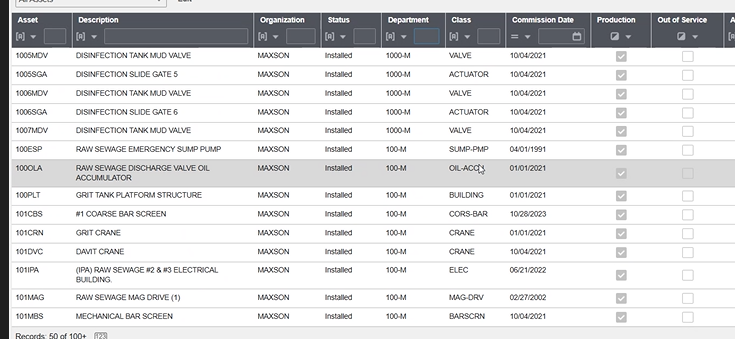 Asset Description Organization Status Department Class Commission Date Production Out of Service
1005MDV DISINFECTION TANK MUD VALVE MAXSON Installed 1000-M VALVE 10/04/2021
1005SGA DISINFECTION SLIDE GATE 5 MAXSON Installed 1000-M ACTUATOR 10/04/2021
1006MDV DISINFECTION TANK MUD VALVE MAXSON Installed 1000-M VALVE 10/04/2021
1006SGA DISINFECTION SLIDE GATE 6 MAXSON Installed 1000-M ACTUATOR 10/04/2021
1007MDV DISINFECTION TANK MUD VALVE MAXSON Installed 1000-M VALVE 10/04/2021
100ESP RAW SEWAGE EMERGENCY SUMP PUMP MAXSON Installed 100-M SUMP-PMP 04/01/1991
100OLA RAW SEWAGE DISCHARGE VALVE OIL MAXSON Installed 100-M 01/01/2021
ACCUMULATOR
100PLT GRIT TANK PLATFORM STRUCTURE MAXSON Installed 100-M BUILDING 01/01/2021
101CBS #1 COARSE BAR SCREEN MAXSON Installed 100-M CORS-BAR 10/28/2023
101CRN GRIT CRANE MAXSON Installed 100-M CRANE 01/01/2021
101DVC DAVIT CRANE MAXSON Installed 100-M CRANE 10/04/2021
101IPA (IPA) RAW SEWAGE #2 & #3 ELECTRICAL MAXSON Installed 100-M ELEC 06/21/2022
BUILDING.
101MAG RAW SEWAGE MAG DRIVE (1) MAXSON Installed 100-M MAG-DRV 02/27/2002
101MBS MECHANICAL BAR SCREEN MAXSON Installed 100-M BARSCRN 10/04/2021
Records: 50 of 100+ 123